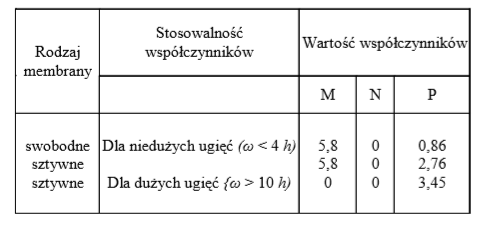 Rodzaj membrany
Stosowalność współczynników
Wartość współczynników
M N P
swobodne Dla niedużych ugięć (ω < 4 h) 5,8 0 0,86
sztywne 5,8 0 2,76
sztywne Dla dużych ugięć {ω > 10 h) 0 0 3,45